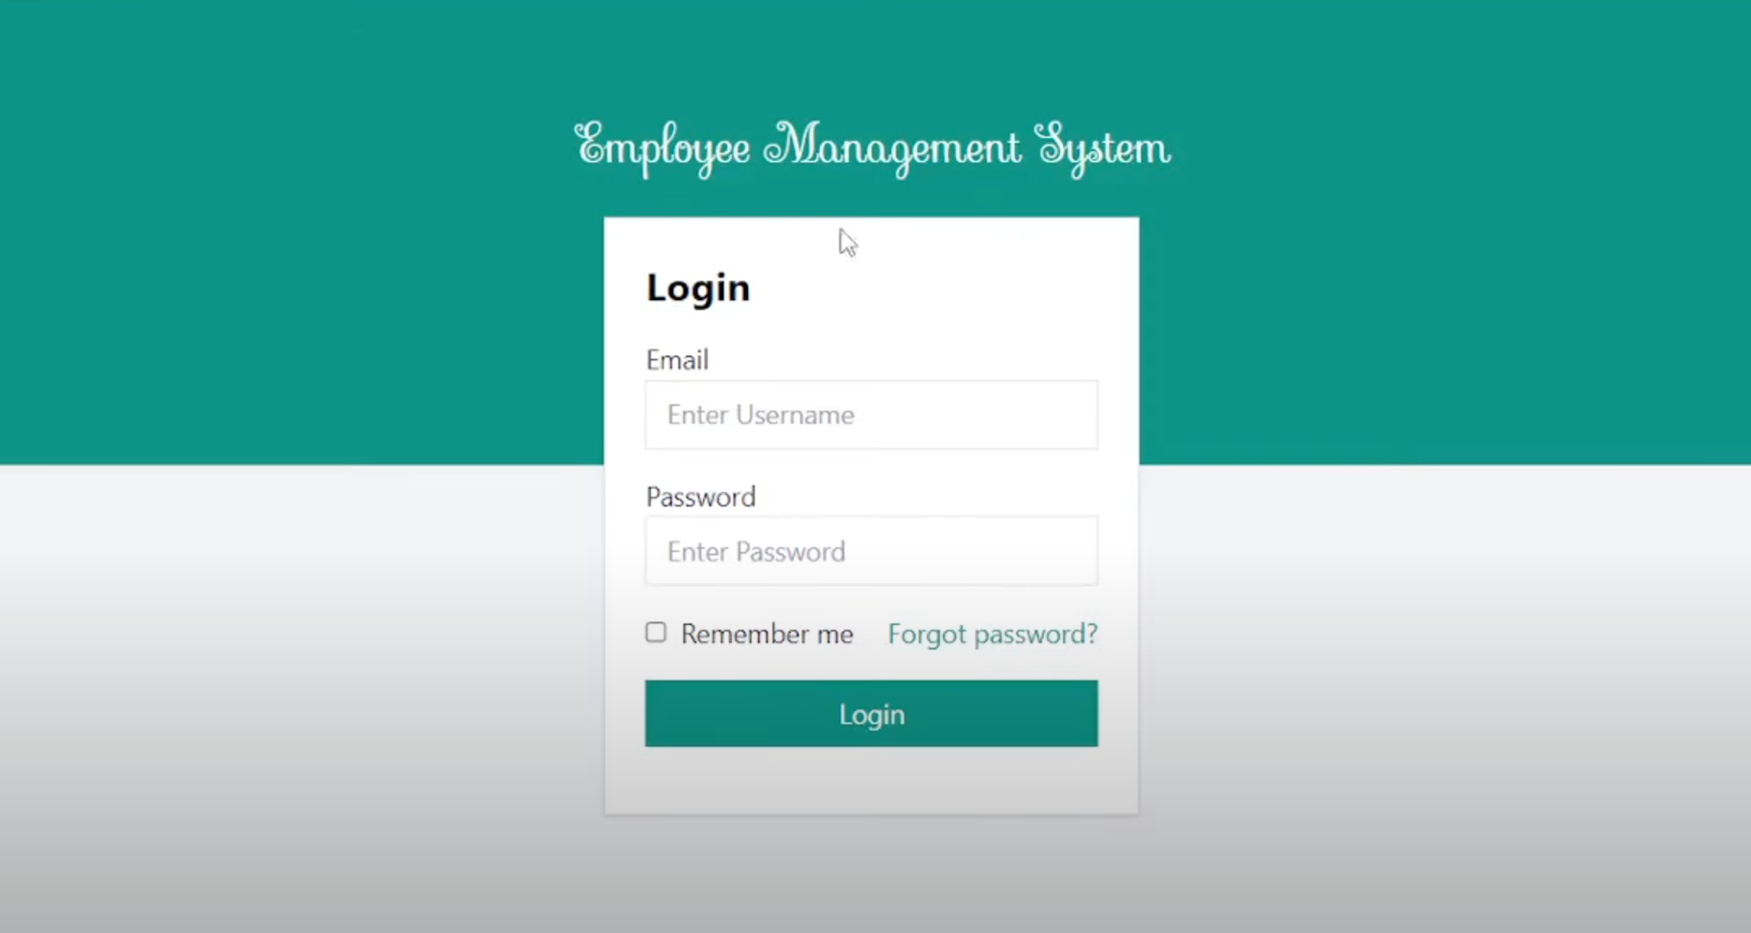 Employee Management System
Login
Email
Enter Username
Password
Enter Password
Remember me Forgot password?
Login